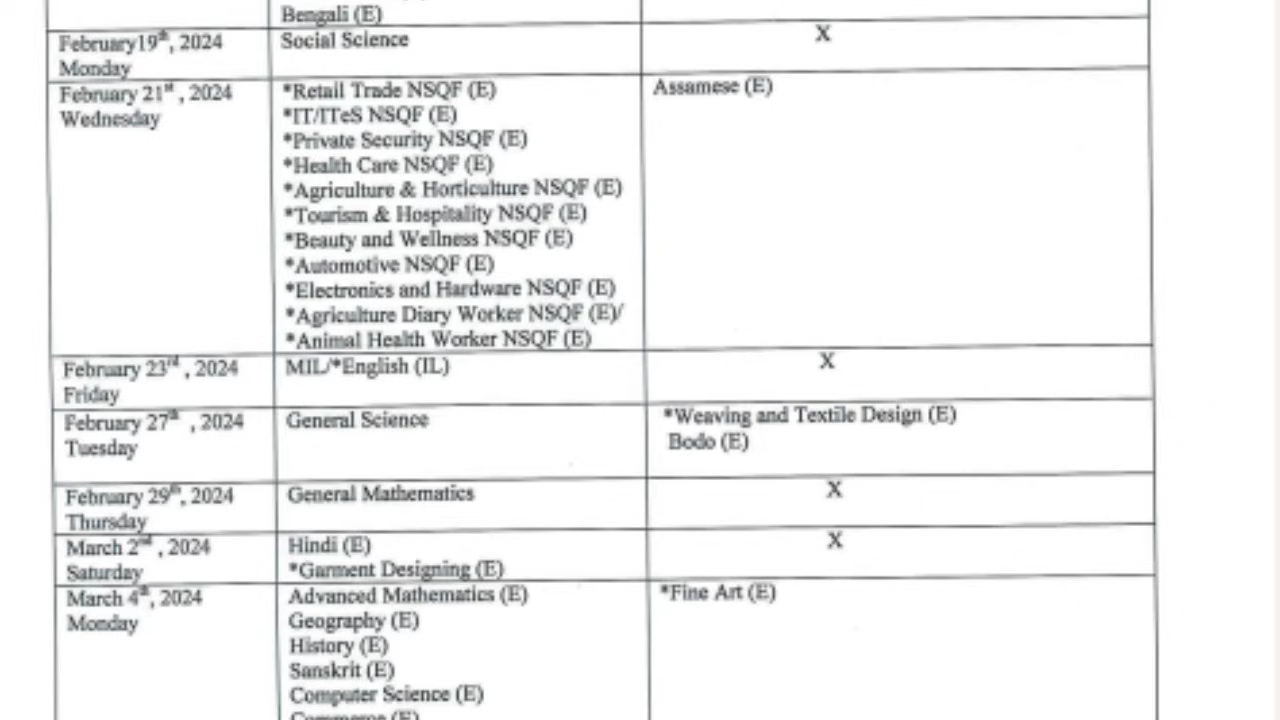 Bengali (E)
February19th, 2024
Monday
Social Science
X
February 21st , 2024
Wednesday
*Retail Trade NSQF (E)
*IT/ITeS NSQF (E)
*Private Security NSQF (E)
*Health Care NSQF (E)
*Agriculture & Horticulture NSQF (E)
*Tourism & Hospitality NSQF (E)
*Beauty and Wellness NSQF (E)
*Automotive NSQF (E)
*Electronics and Hardware NSQF (E)
*Agriculture Diary Worker NSQF (E)/
*Animal Health Worker NSQF (E)
Assamese (E)
February 23rd , 2024
Friday
MIL/*English (IL)
X
February 27th , 2024
Tuesday
General Science
*Weaving and Textile Design (E)
Bodo (E)
February 29th, 2024
Thursday
General Mathematics
X
March 2nd , 2024
Saturday
Hindi (E)
*Garment Designing (E)
X
March 4th, 2024
Monday
Advanced Mathematics (E)
Geography (E)
History (E)
Sanskrit (E)
Computer Science (E)
Commerce (E)
*Fine Art (E)